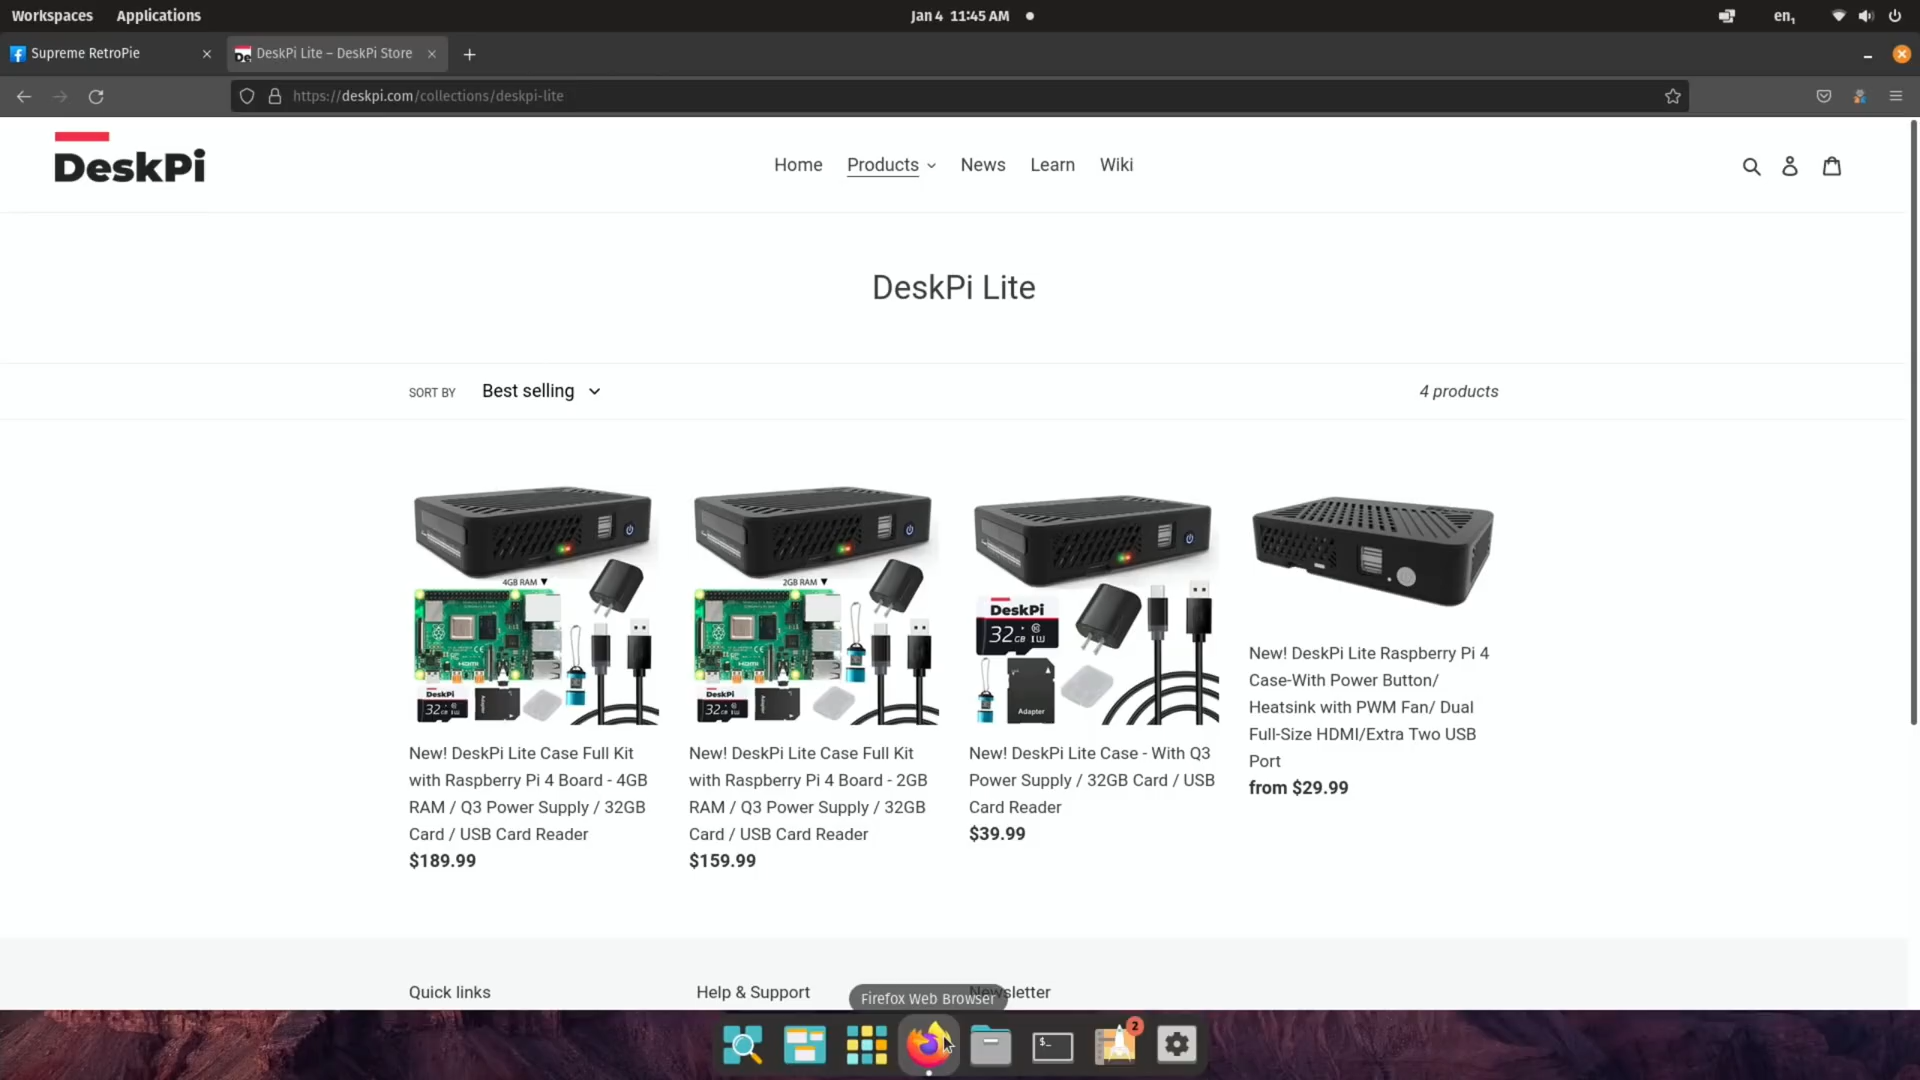 Workspaces Applications Jan 4 11:45 AM en,
Supreme RetroPie DeskPi Lite – DeskPi Store
https://deskpi.com/collections/deskpi-lite
DeskPi
Home Products News Learn Wiki
DeskPi Lite
SORT BY Best selling 4 products
4GB RAM ▼
HDMI
DeskPi
32GB
2GB RAM ▼
HDMI
DeskPi
32GB
DeskPi
32GB
Adapter
New! DeskPi Lite Case Full Kit
with Raspberry Pi 4 Board - 4GB
RAM / Q3 Power Supply / 32GB
Card / USB Card Reader
$189.99
New! DeskPi Lite Case Full Kit
with Raspberry Pi 4 Board - 2GB
RAM / Q3 Power Supply / 32GB
Card / USB Card Reader
$159.99
New! DeskPi Lite Case - With Q3
Power Supply / 32GB Card / USB
Card Reader
$39.99
New! DeskPi Lite Raspberry Pi 4
Case-With Power Button/
Heatsink with PWM Fan/ Dual
Full-Size HDMI/Extra Two USB
Port
from $29.99
Quick links Help & Support
Firefox Web Browser
$_
2